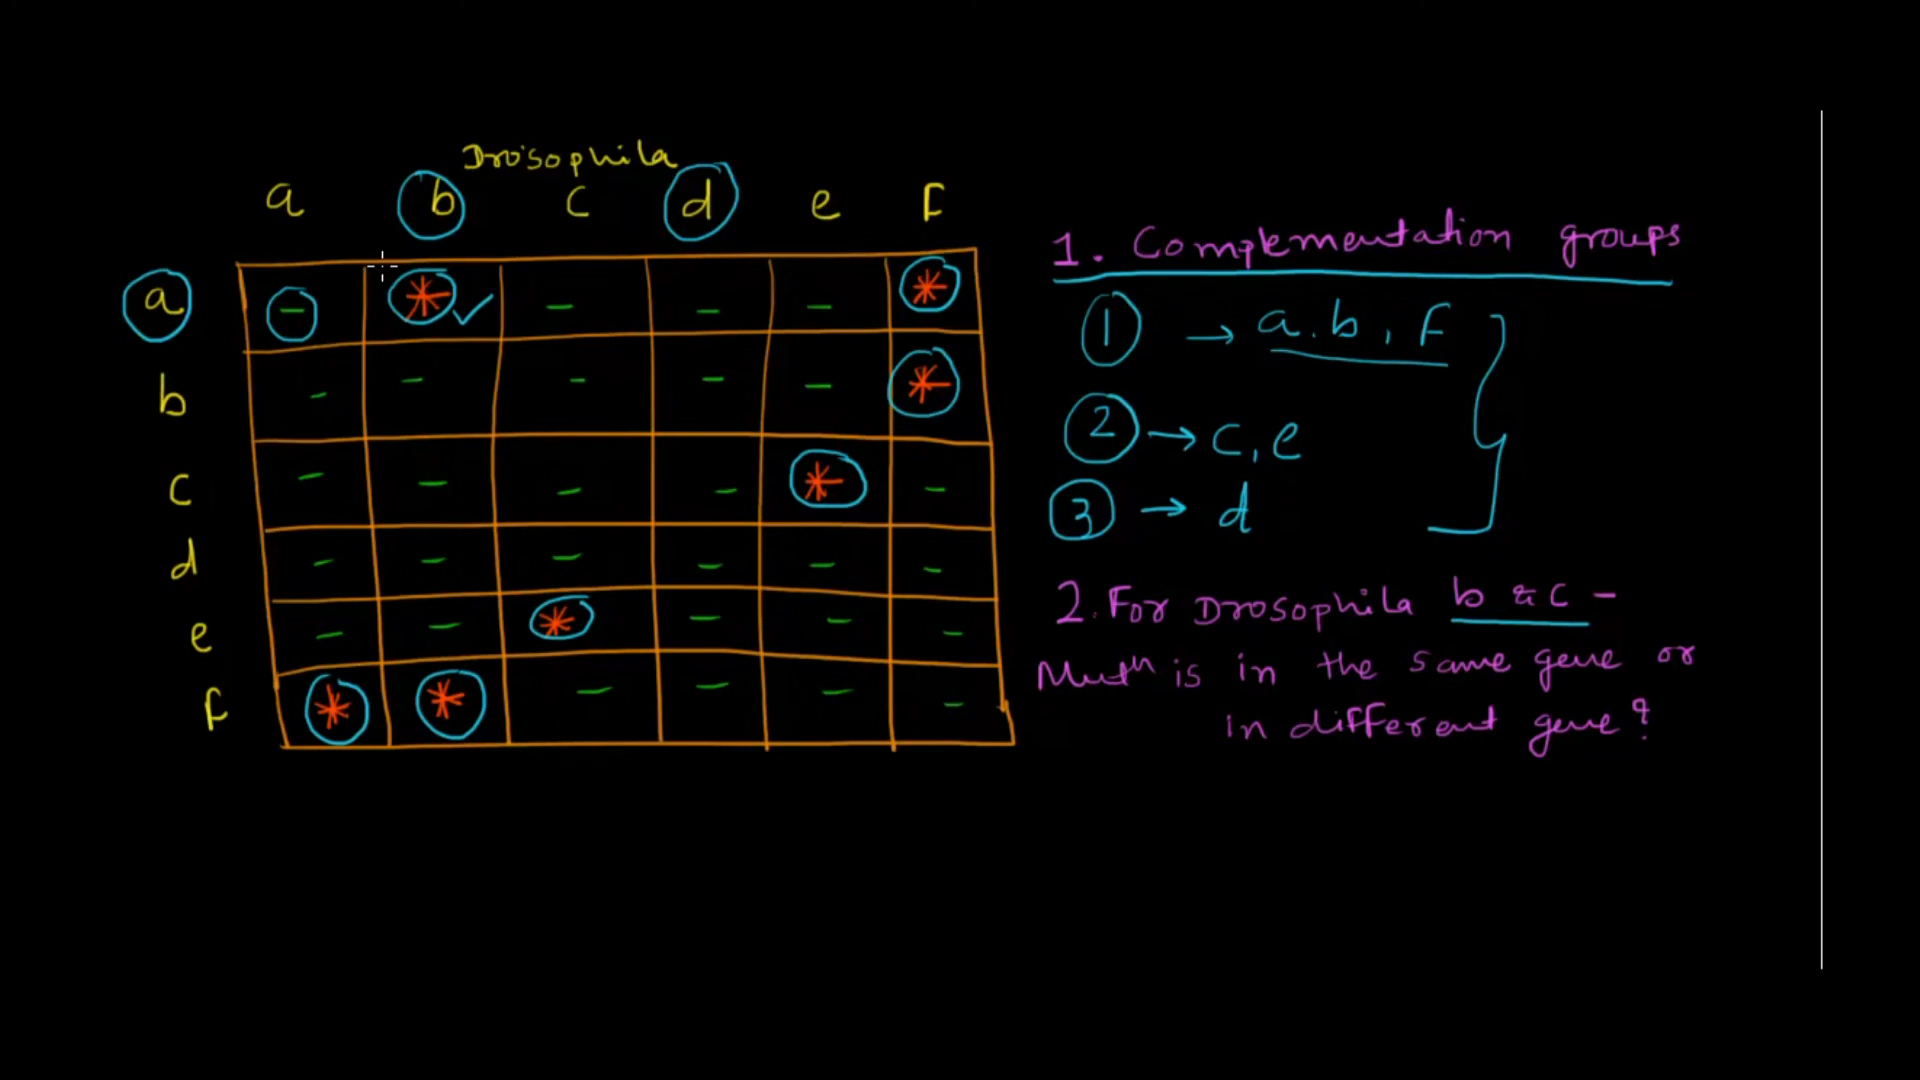 Drosophila
a b c d e f
a - * - - - *
b - - - - - *
c - - - - * -
d - - - - - -
e - - * - - -
f * * - - - -
1. Complementation groups
1 → a.b, f
2 → c, e
3 → d
2. For Drosophila b & c -
Mutⁿ is in the same gene or
in different gene?